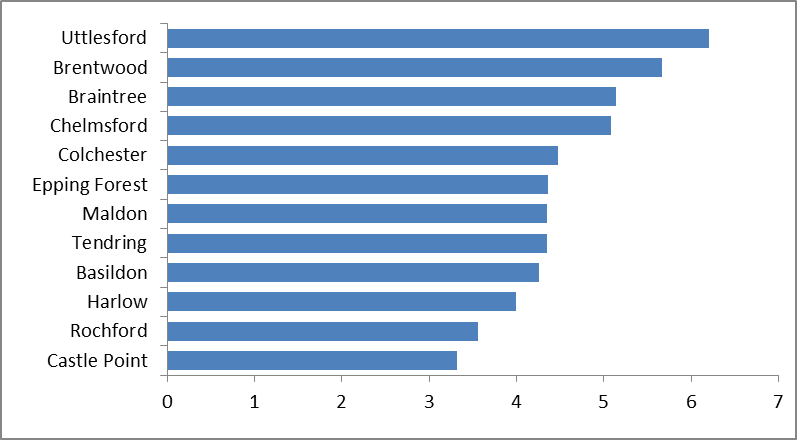 Uttlesford
Brentwood
Braintree
Chelmsford
Colchester
Epping Forest
Maldon
Tendring
Basildon
Harlow
Rochford
Castle Point
0 1 2 3 4 5 6 7